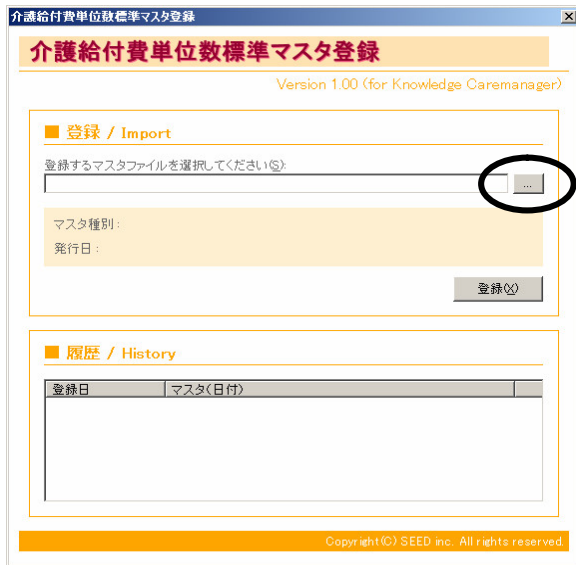 介護給付費単位数標準マスタ登録
介護給付費単位数標準マスタ登録
Version 1.00 (for Knowledge Caremanager)
■ 登録 / Import
登録するマスタファイルを選択してください(S):
...
マスタ種別 :
発行日 :
登録(X)
■ 履歴 / History
登録日 マスタ(日付)
Copyright(C) SEED inc. All rights reserved.